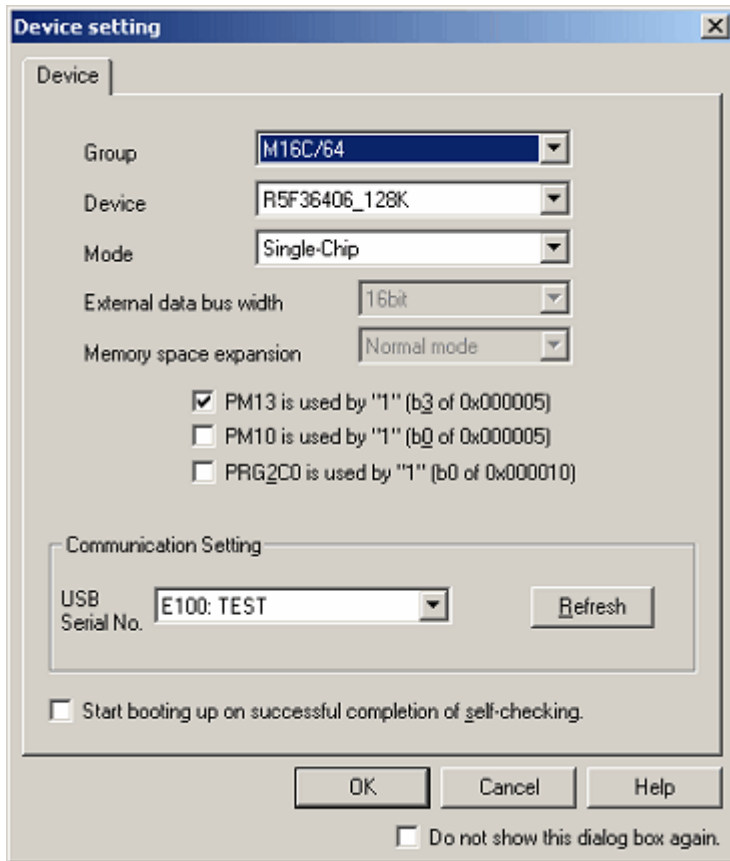 Device setting
Device
Group M16C/64
Device R5F36406_128K
Mode Single-Chip
External data bus width 16bit
Memory space expansion Normal mode
PM13 is used by "1" (b3 of 0x000005)
PM10 is used by "1" (b0 of 0x000005)
PRG2C0 is used by "1" (b0 of 0x000010)
Communication Setting
USB
Serial No. E100: TEST Refresh
Start booting up on successful completion of self-checking.
OK Cancel Help
Do not show this dialog box again.